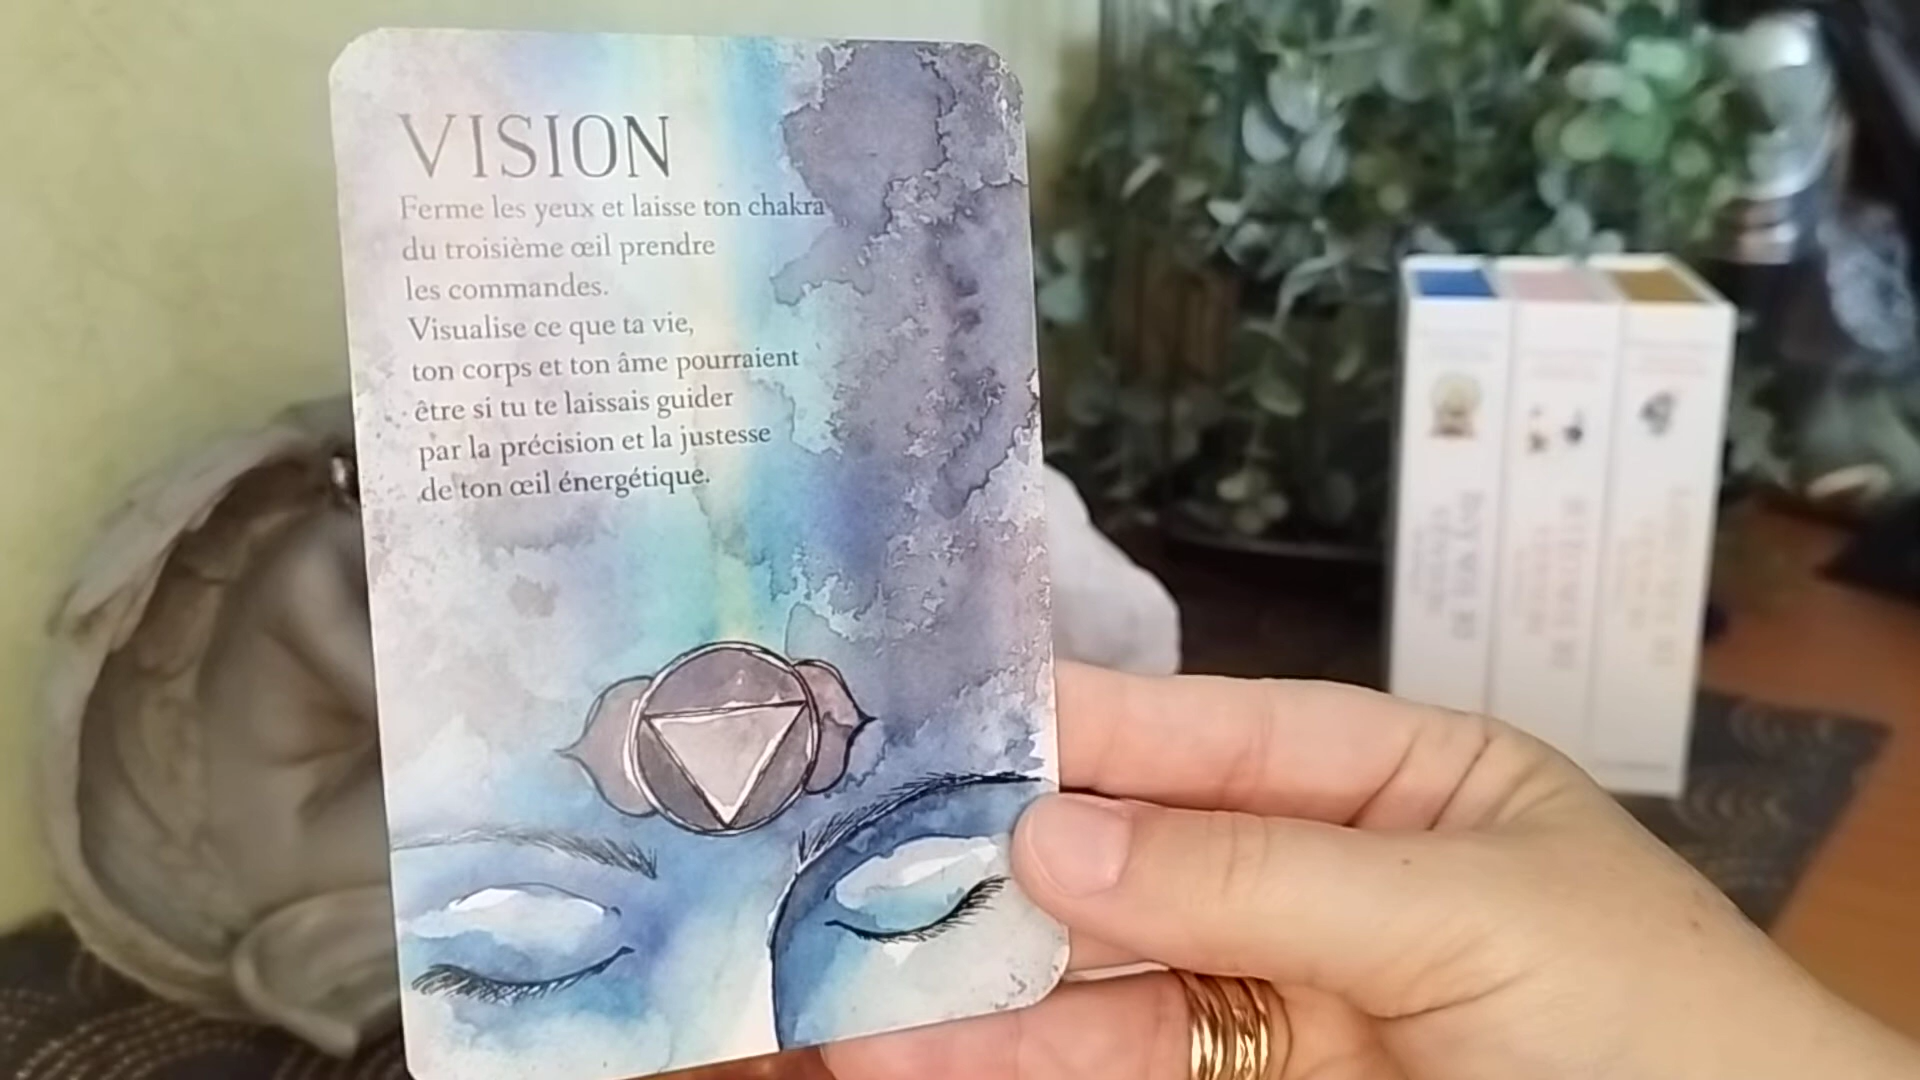 VISION
Ferme les yeux et laisse ton chakra
du troisième œil prendre
les commandes.
Visualise ce que ta vie,
ton corps et ton âme pourraient
être si tu te laissais guider
par la précision et la justesse
de ton œil énergétique.